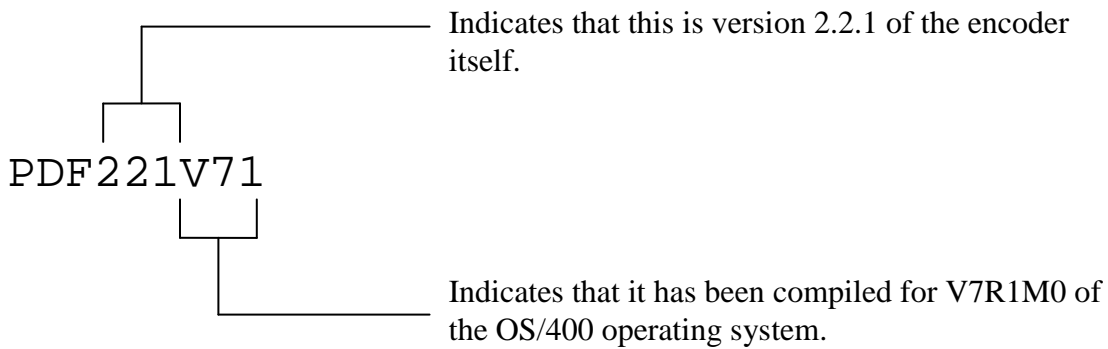 Indicates that this is version 2.2.1 of the encoder
itself.
PDF221V71
Indicates that it has been compiled for V7R1M0 of
the OS/400 operating system.